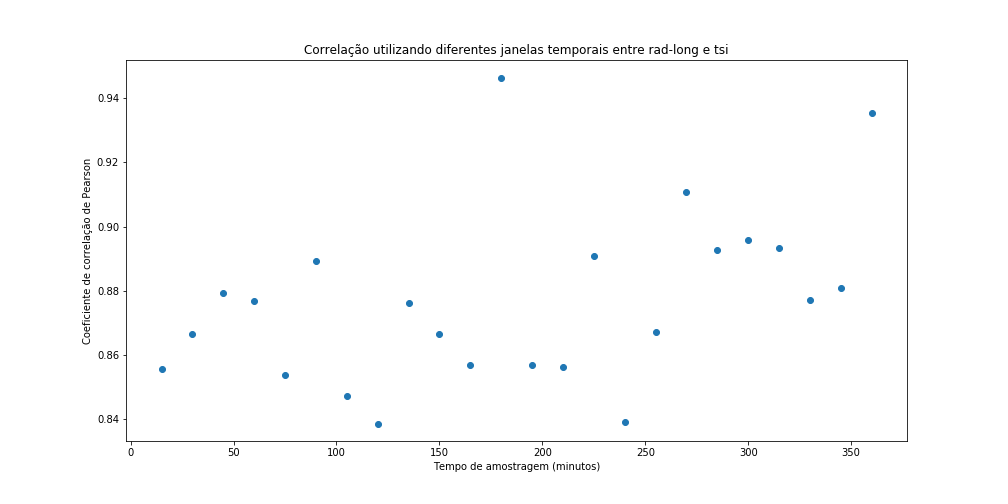 Correlação utilizando diferentes janelas temporais entre rad-long e tsi
0.94
0.92
0.90
0.88
0.86
0.84
Coeficiente de correlação de Pearson
0 50 100 150 200 250 300 350
Tempo de amostragem (minutos)